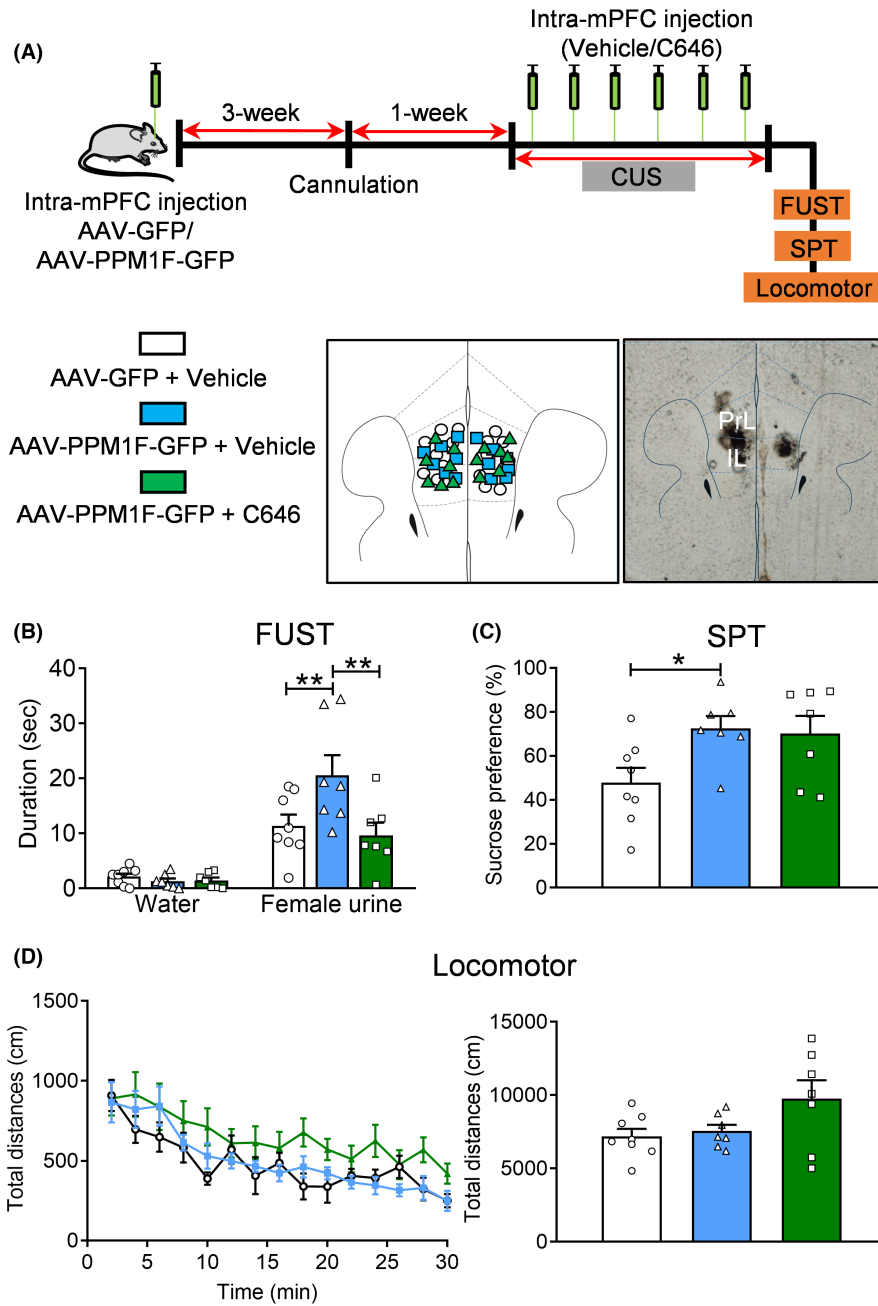 (A)
Intra-mPFC injection
(Vehicle/C646)
3-week
1-week
Cannulation
CUS
Intra-mPFC injection
AAV-GFP/
AAV-PPM1F-GFP
FUST
SPT
Locomotor
AAV-GFP + Vehicle
AAV-PPM1F-GFP + Vehicle
AAV-PPM1F-GFP + C646
PrL
IL
(B)
FUST
Duration (sec)
40
30
20
10
0
**
**
Water
Female urine
(C)
SPT
Sucrose preference (%)
100
80
60
40
20
0
*
(D)
Locomotor
Total distances (cm)
1500
1000
500
0
0
5
10
15
20
25
30
Time (min)
Total distances (cm)
15000
10000
5000
0